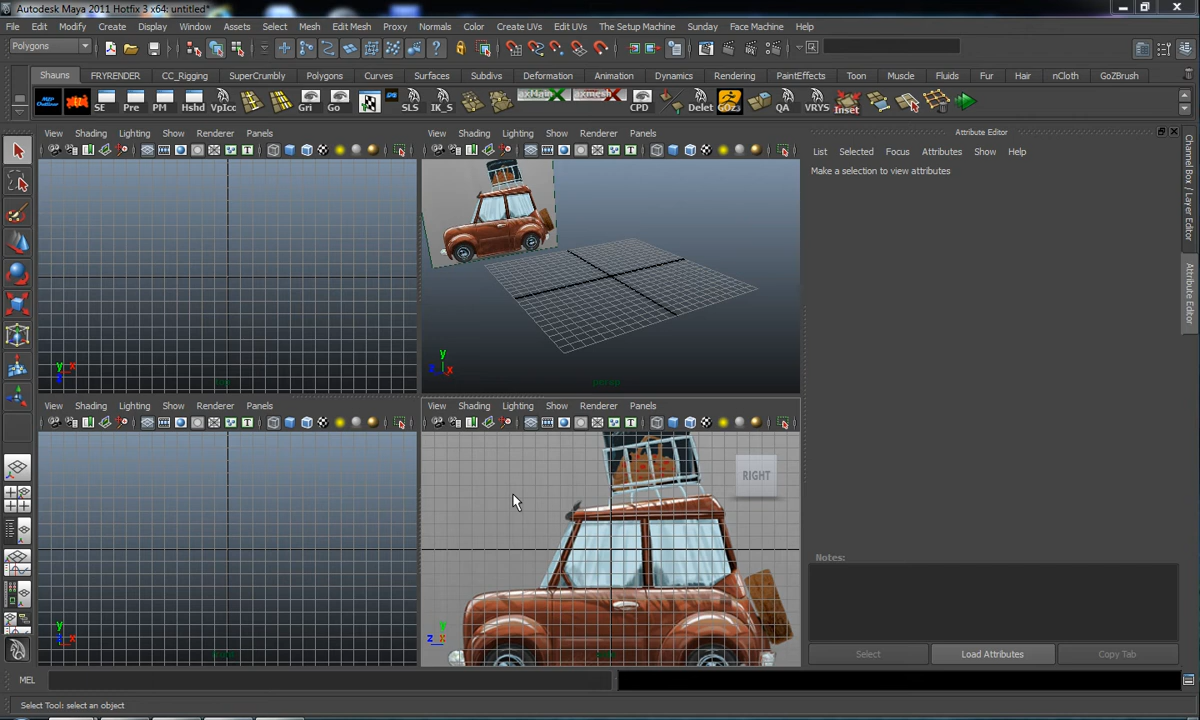 Autodesk Maya 2011 Hotfix 3 x64: untitled*
File Edit Modify Create Display Window Assets Select Mesh Edit Mesh Proxy Normals Color Create UVs Edit UVs The Setup Machine Sunday Face Machine Help
Polygons
Shauns FRYRENDER CC_Rigging SuperCrumbly Polygons Curves Surfaces Subdivs Deformation Animation Dynamics Rendering PaintEffects Toon Muscle Fluids Fur Hair nCloth GoZBrush
SE Pre PM Hshd VpIcc Gri Go SLS IK_S axMain axmesh CPD Delet GOZs QA VRYS Inset
View Shading Lighting Show Renderer Panels
View Shading Lighting Show Renderer Panels
Attribute Editor
List Selected Focus Attributes Show Help
Make a selection to view attributes
Channel Box / Layer Editor
Attribute Editor
y x z
top
y z x
persp
View Shading Lighting Show Renderer Panels
View Shading Lighting Show Renderer Panels
RIGHT
y z x
y z x
Notes:
Select Load Attributes Copy Tab
MEL
Select Tool: select an object